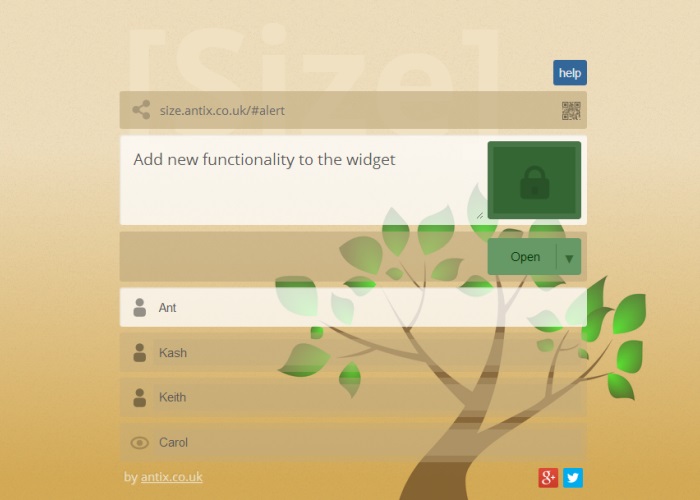 [Size]
help
size.antix.co.uk/#alert
Add new functionality to the widget
Open
Ant
Kash
Keith
Carol
by antix.co.uk
g+